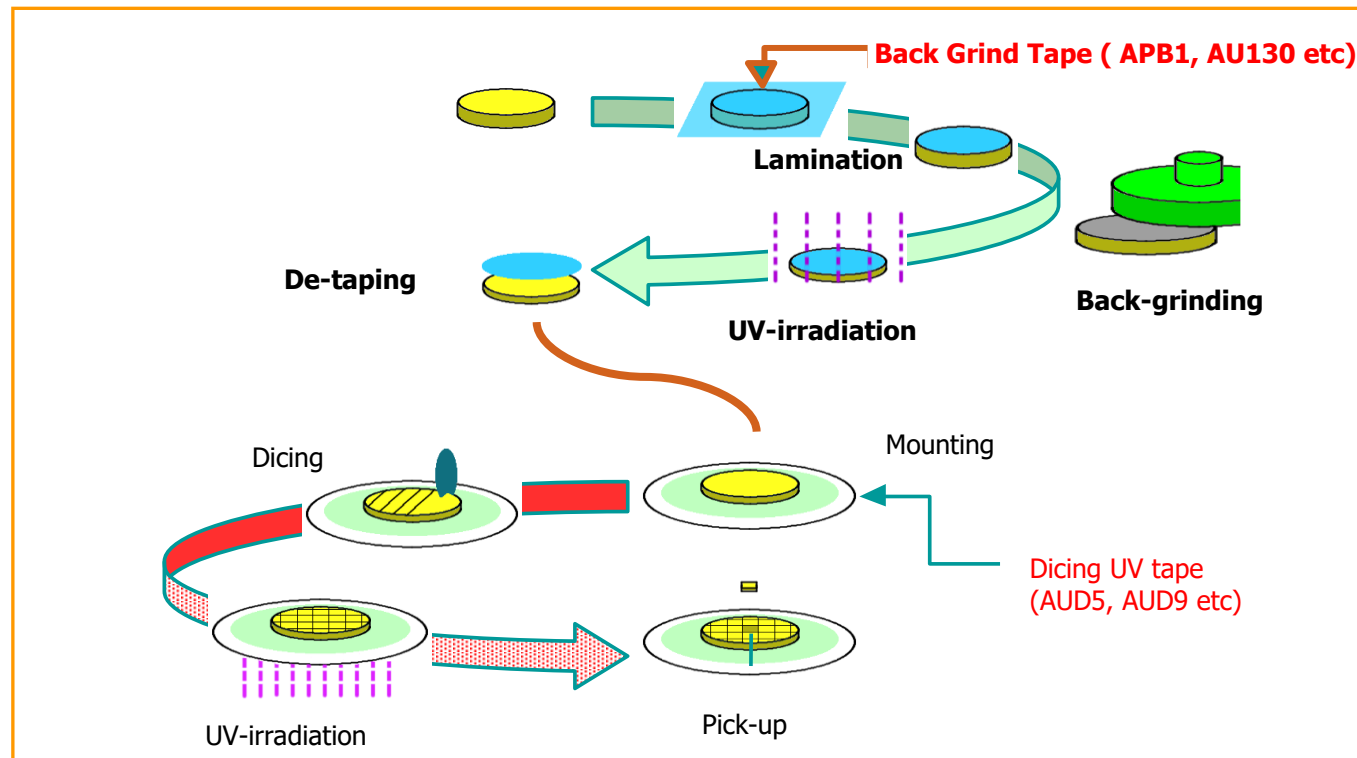 Back Grind Tape ( APB1, AU130 etc)
Lamination
De-taping
UV-irradiation
Back-grinding
Dicing
Mounting
Dicing UV tape
(AUD5, AUD9 etc)
UV-irradiation
Pick-up